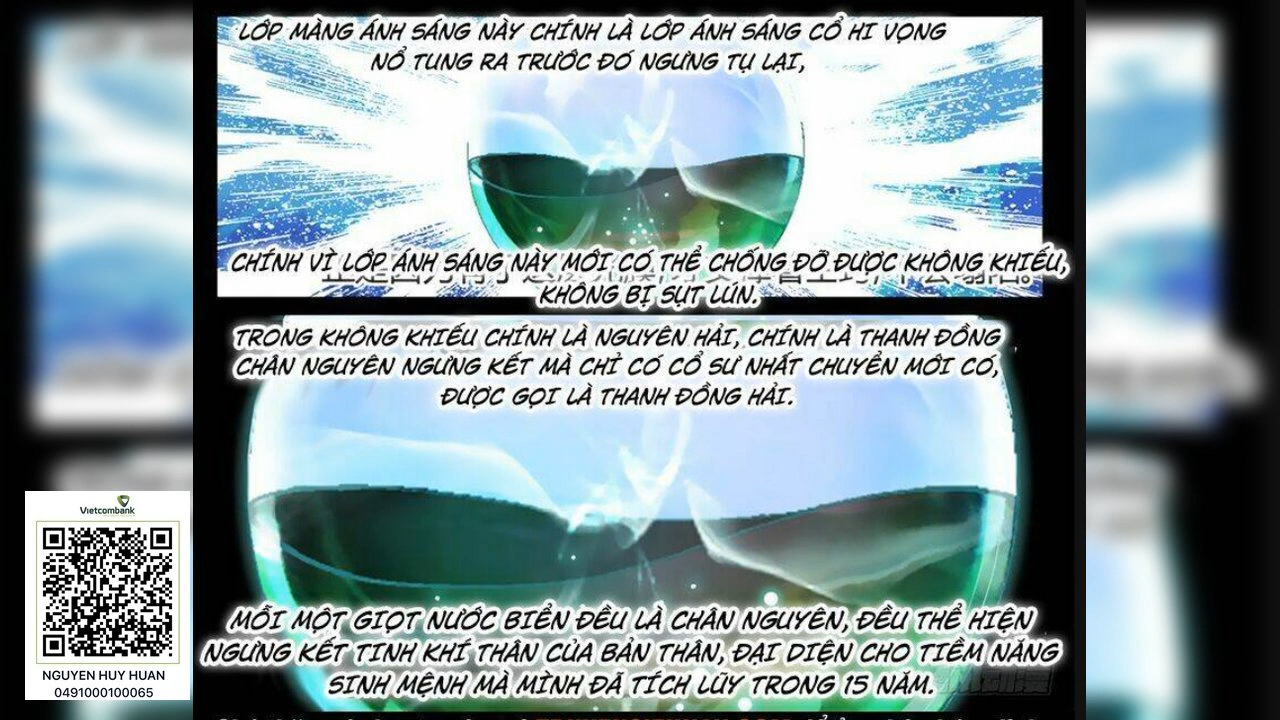 LỚP MÀNG ÁNH SÁNG NÀY CHÍNH LÀ LỚP ÁNH SÁNG CỔ HI VỌNG
NỔ TUNG RA TRƯỚC ĐÓ NGƯNG TỤ LẠI,
CHÍNH VÌ LỚP ÁNH SÁNG NÀY MỚI CÓ THỂ CHỐNG ĐỠ ĐƯỢC KHÔNG KHIẾU,
KHÔNG BỊ SỤT LÚN.
TRONG KHÔNG KHIẾU CHÍNH LÀ NGUYÊN HẢI, CHÍNH LÀ THANH ĐỒNG
CHÂN NGUYÊN NGƯNG KẾT MÀ CHỈ CÓ CỔ SƯ NHẤT CHUYỂN MỚI CÓ,
ĐƯỢC GỌI LÀ THANH ĐỒNG HẢI.
MỖI MỘT GIỌT NƯỚC BIỂN ĐỀU LÀ CHÂN NGUYÊN, ĐỀU THỂ HIỆN
NGƯNG KẾT TINH KHÍ THẦN CỦA BẢN THÂN, ĐẠI DIỆN CHO TIỀM NĂNG
SINH MỆNH MÀ MÌNH ĐÃ TÍCH LŨY TRONG 15 NĂM.
Vietcombank
NGUYEN HUY HUAN
0491000100065